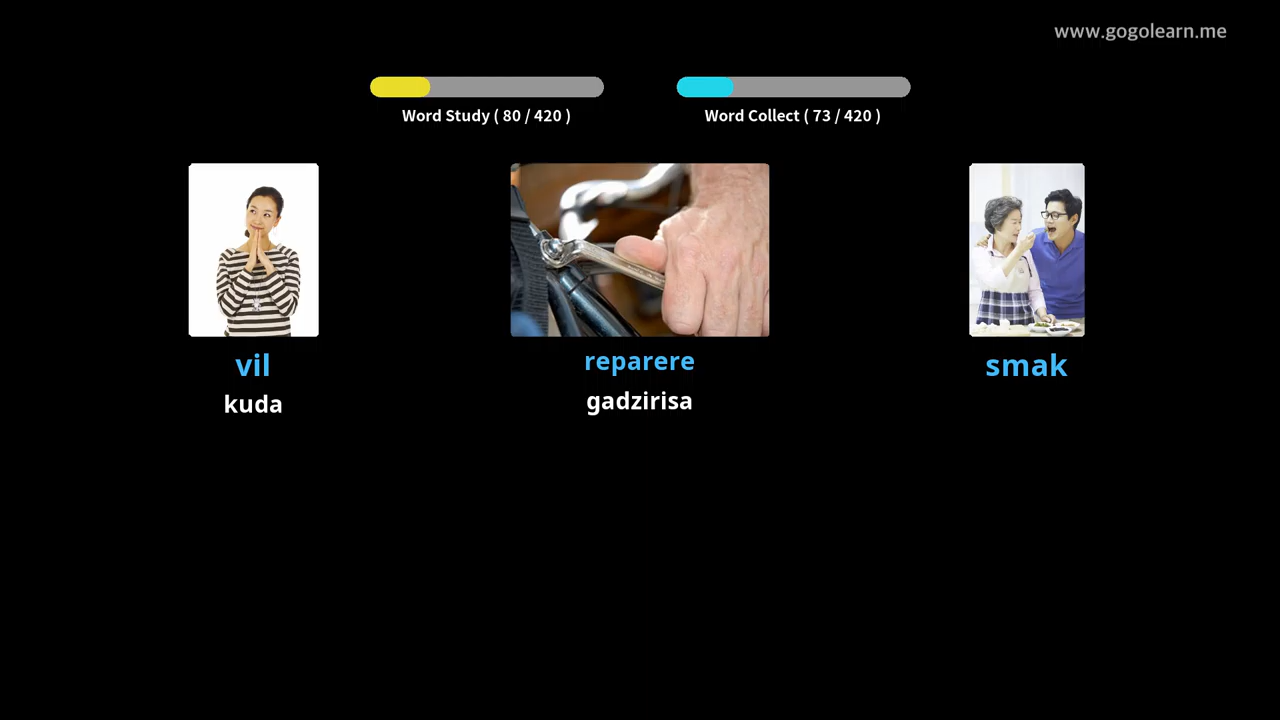 www.gogolearn.me
Word Study ( 80 / 420 )
Word Collect ( 73 / 420 )
vil
reparere
smak
kuda
gadzirisa